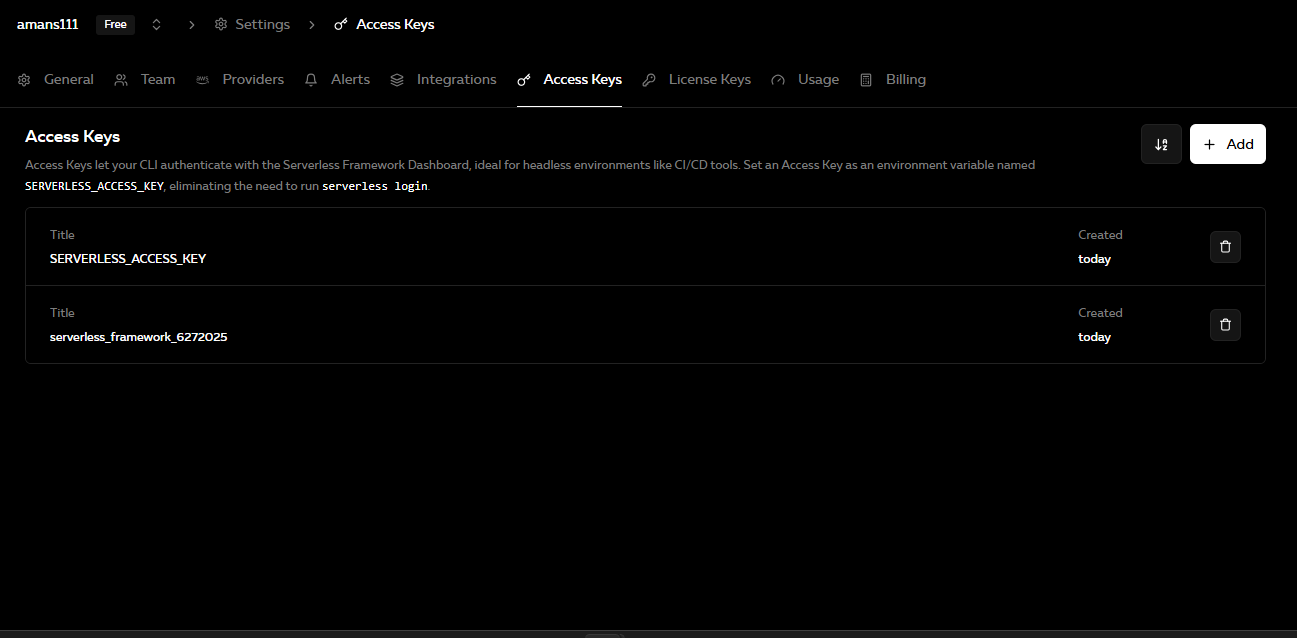 amans111 Free Settings Access Keys
General Team aws Providers Alerts Integrations Access Keys License Keys Usage Billing
Access Keys
Add
Access Keys let your CLI authenticate with the Serverless Framework Dashboard, ideal for headless environments like CI/CD tools. Set an Access Key as an environment variable named
SERVERLESS_ACCESS_KEY, eliminating the need to run serverless login.
Title Created
SERVERLESS_ACCESS_KEY today
Title Created
serverless_framework_6272025 today